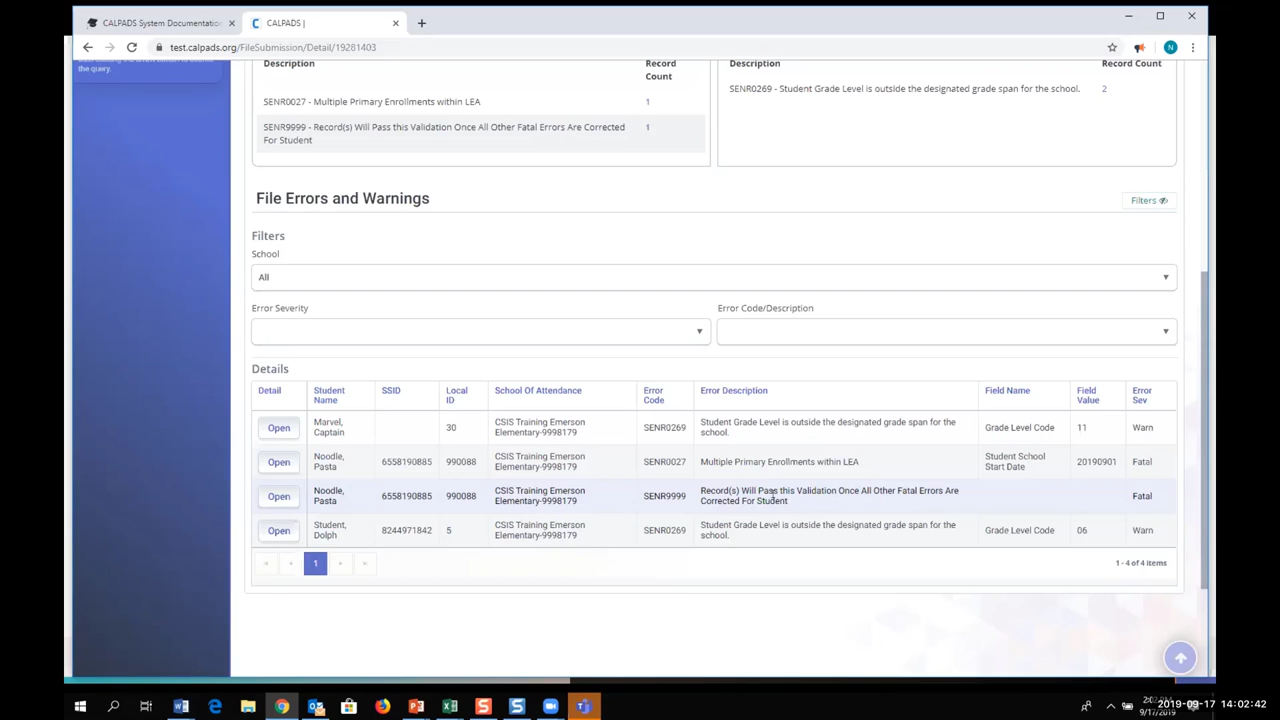 CALPADS System Documentatio
CALPADS |
test.calpads.org/FileSubmission/Detail/19281403
N
the query.
Description
Record
Count
SENR0027 - Multiple Primary Enrollments within LEA
1
SENR9999 - Record(s) Will Pass this Validation Once All Other Fatal Errors Are Corrected
For Student
1
Description
Record Count
SENR0269 - Student Grade Level is outside the designated grade span for the school.
2
File Errors and Warnings
Filters
Filters
School
All
Error Severity
Error Code/Description
Details
Detail
Student
Name
SSID
Local
ID
School Of Attendance
Error
Code
Error Description
Field Name
Field
Value
Error
Sev
Open
Marvel,
Captain
30
CSIS Training Emerson
Elementary-9998179
SENR0269
Student Grade Level is outside the designated grade span for the
school.
Grade Level Code
11
Warn
Open
Noodle,
Pasta
6558190885
990088
CSIS Training Emerson
Elementary-9998179
SENR0027
Multiple Primary Enrollments within LEA
Student School
Start Date
20190901
Fatal
Open
Noodle,
Pasta
6558190885
990088
CSIS Training Emerson
Elementary-9998179
SENR9999
Record(s) Will Pass this Validation Once All Other Fatal Errors Are
Corrected For Student
Fatal
Open
Student,
Dolph
8244971842
5
CSIS Training Emerson
Elementary-9998179
SENR0269
Student Grade Level is outside the designated grade span for the
school.
Grade Level Code
06
Warn
1
1 - 4 of 4 items
2019-09-17 14:02:42
9/17/2019